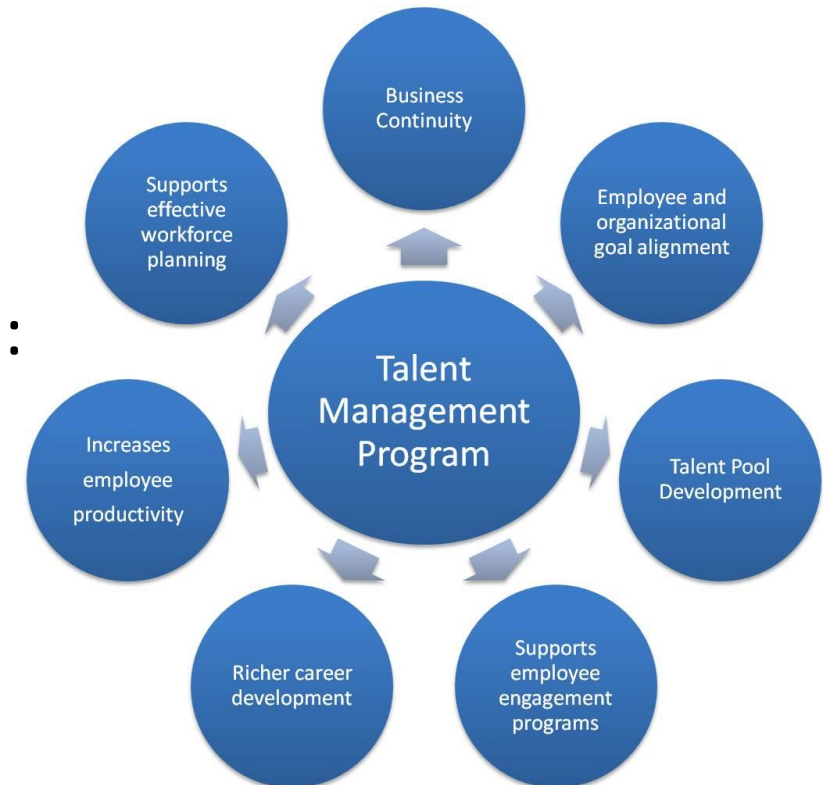 Business
Continuity
Employee and
organizational
goal alignment
Talent Pool
Development
Supports
employee
engagement
programs
Richer career
development
Increases
employee
productivity
Supports
effective
workforce
planning
Talent
Management
Program